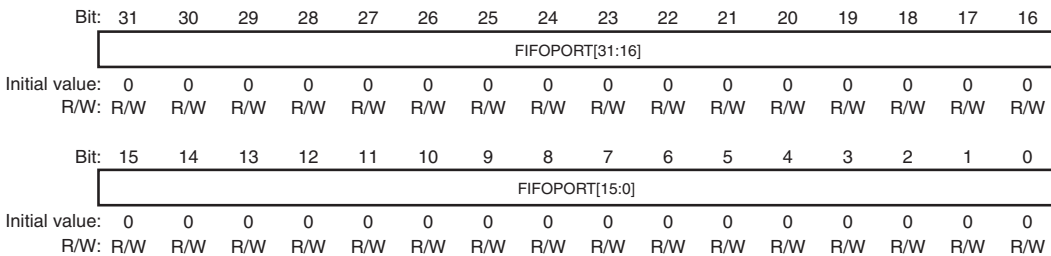 Bit: 31 30 29 28 27 26 25 24 23 22 21 20 19 18 17 16
FIFOPORT[31:16]
Initial value: 0 0 0 0 0 0 0 0 0 0 0 0 0 0 0 0
R/W: R/W R/W R/W R/W R/W R/W R/W R/W R/W R/W R/W R/W R/W R/W R/W R/W
Bit: 15 14 13 12 11 10 9 8 7 6 5 4 3 2 1 0
FIFOPORT[15:0]
Initial value: 0 0 0 0 0 0 0 0 0 0 0 0 0 0 0 0
R/W: R/W R/W R/W R/W R/W R/W R/W R/W R/W R/W R/W R/W R/W R/W R/W R/W